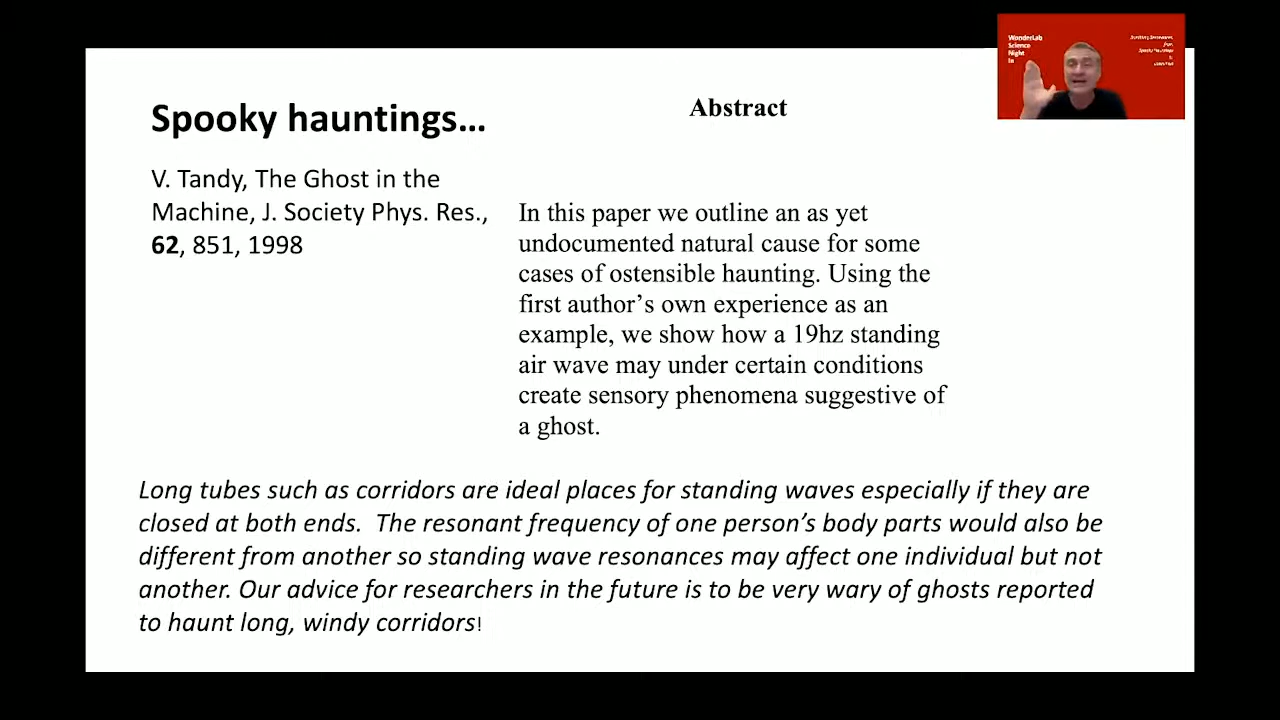 WonderLab
Science
Night
In
Spooky hauntings…
Abstract
V. Tandy, The Ghost in the
Machine, J. Society Phys. Res.,
62, 851, 1998
In this paper we outline an as yet
undocumented natural cause for some
cases of ostensible haunting. Using the
first author’s own experience as an
example, we show how a 19hz standing
air wave may under certain conditions
create sensory phenomena suggestive of
a ghost.
Long tubes such as corridors are ideal places for standing waves especially if they are
closed at both ends.  The resonant frequency of one person’s body parts would also be
different from another so standing wave resonances may affect one individual but not
another. Our advice for researchers in the future is to be very wary of ghosts reported
to haunt long, windy corridors!